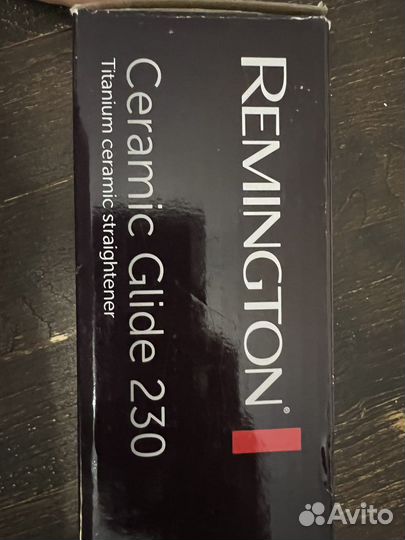 REMINGTON®
Ceramic Glide 230
Titanium ceramic straightener
Avito